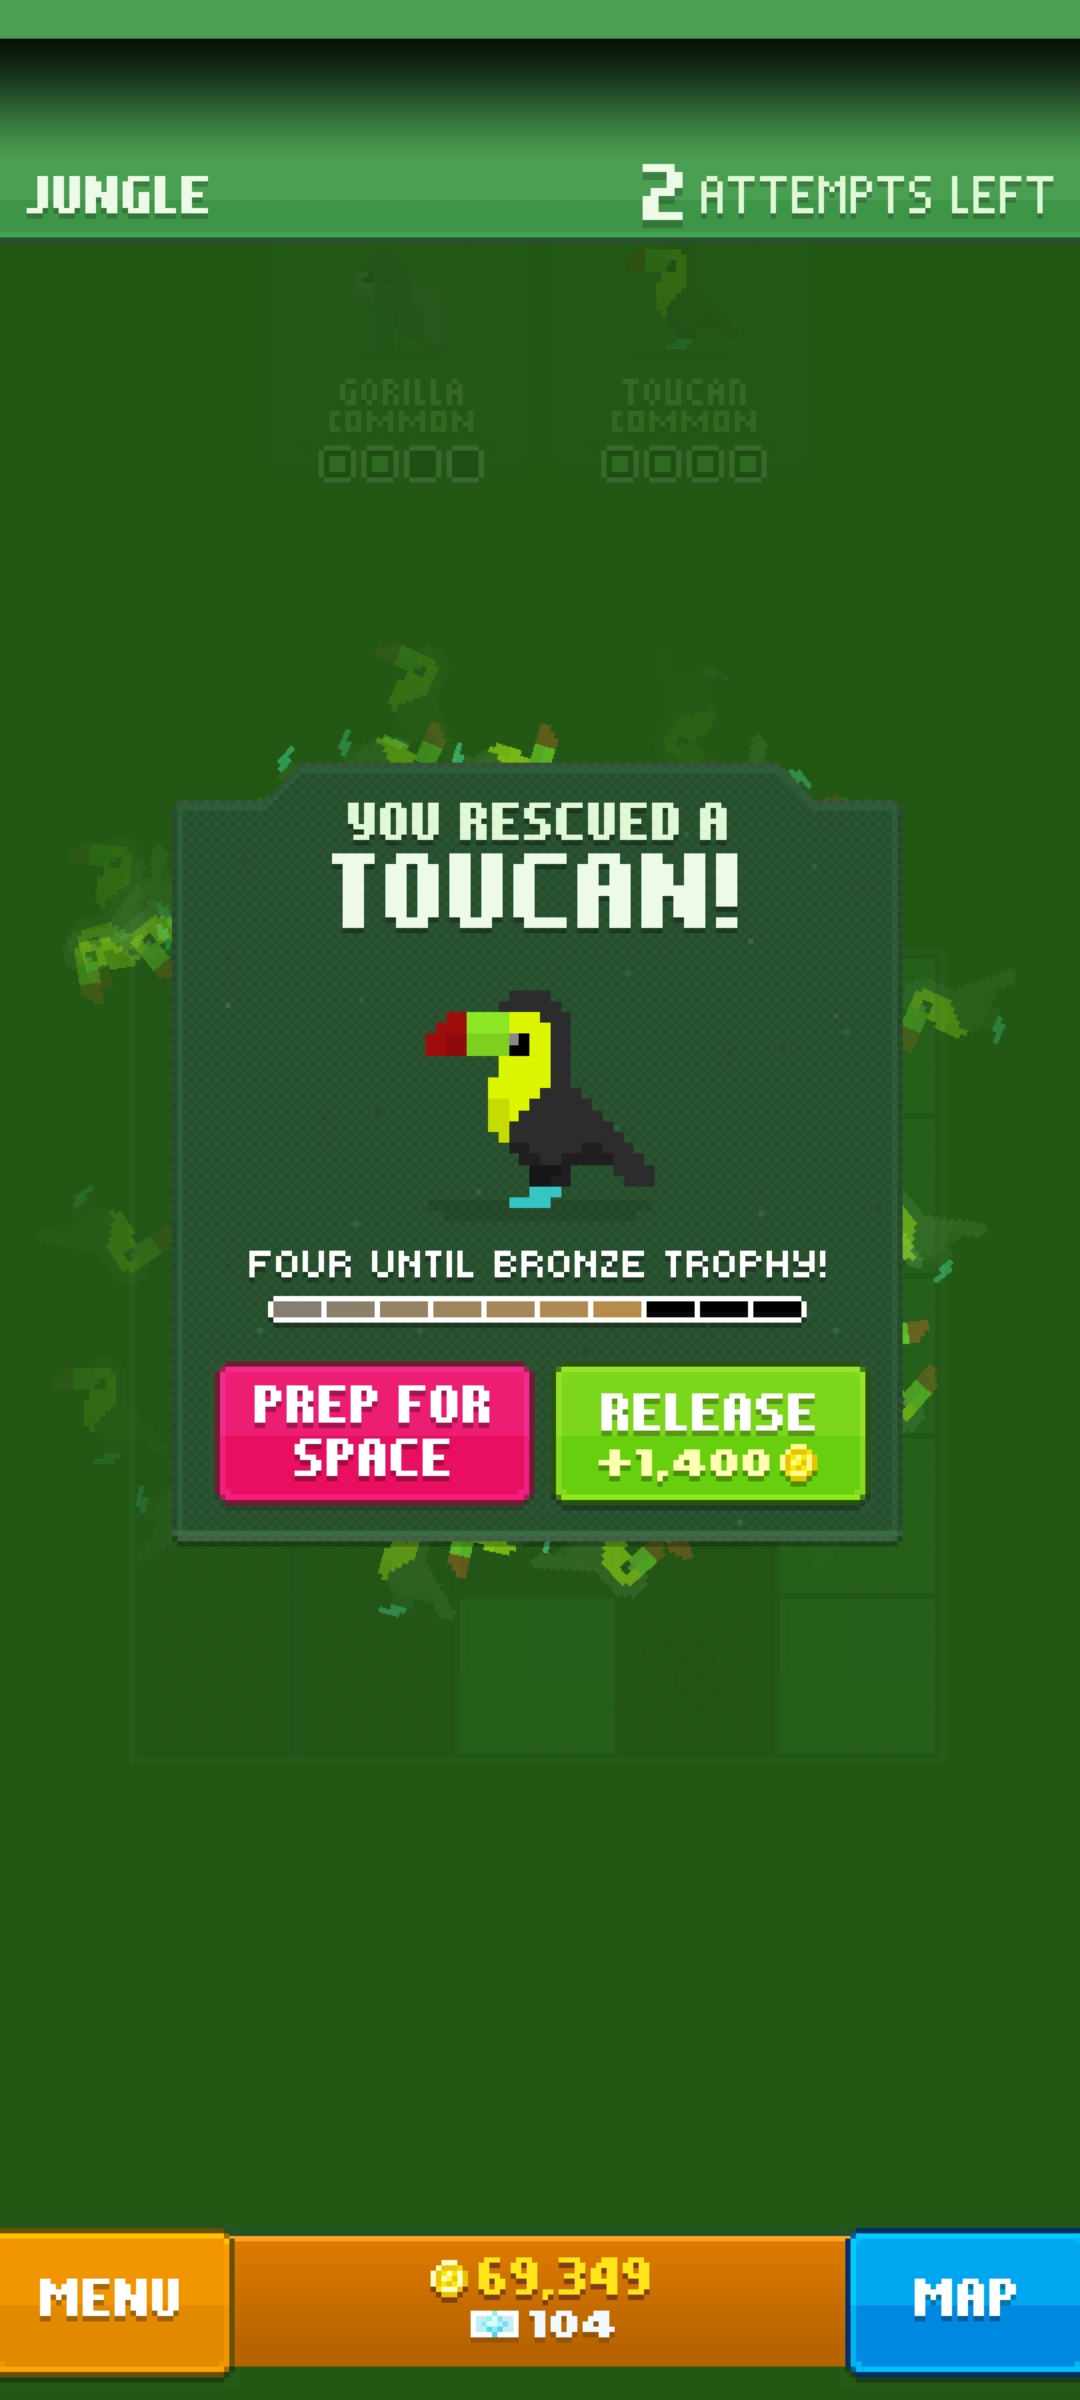 JUNGLE
2 ATTEMPTS LEFT
GORILLA
COMMON
TOUCAN
COMMON
YOU RESCUED A
TOUCAN!
FOUR UNTIL BRONZE TROPHY!
PREP FOR
SPACE
RELEASE
+1,400
MENU
69,349
104
MAP